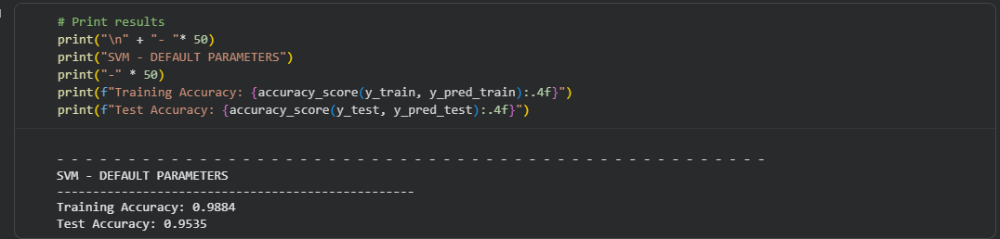 # Print results
print("\n" + "- "* 50)
print("SVM - DEFAULT PARAMETERS")
print("-" * 50)
print(f"Training Accuracy: {accuracy_score(y_train, y_pred_train):.4f}")
print(f"Test Accuracy: {accuracy_score(y_test, y_pred_test):.4f}")
- - - - - - - - - - - - - - - - - - - - - - - - - - - - - - - - - - - - - - - - - - - - - - - - - -
SVM - DEFAULT PARAMETERS
--------------------------------------------------
Training Accuracy: 0.9884
Test Accuracy: 0.9535